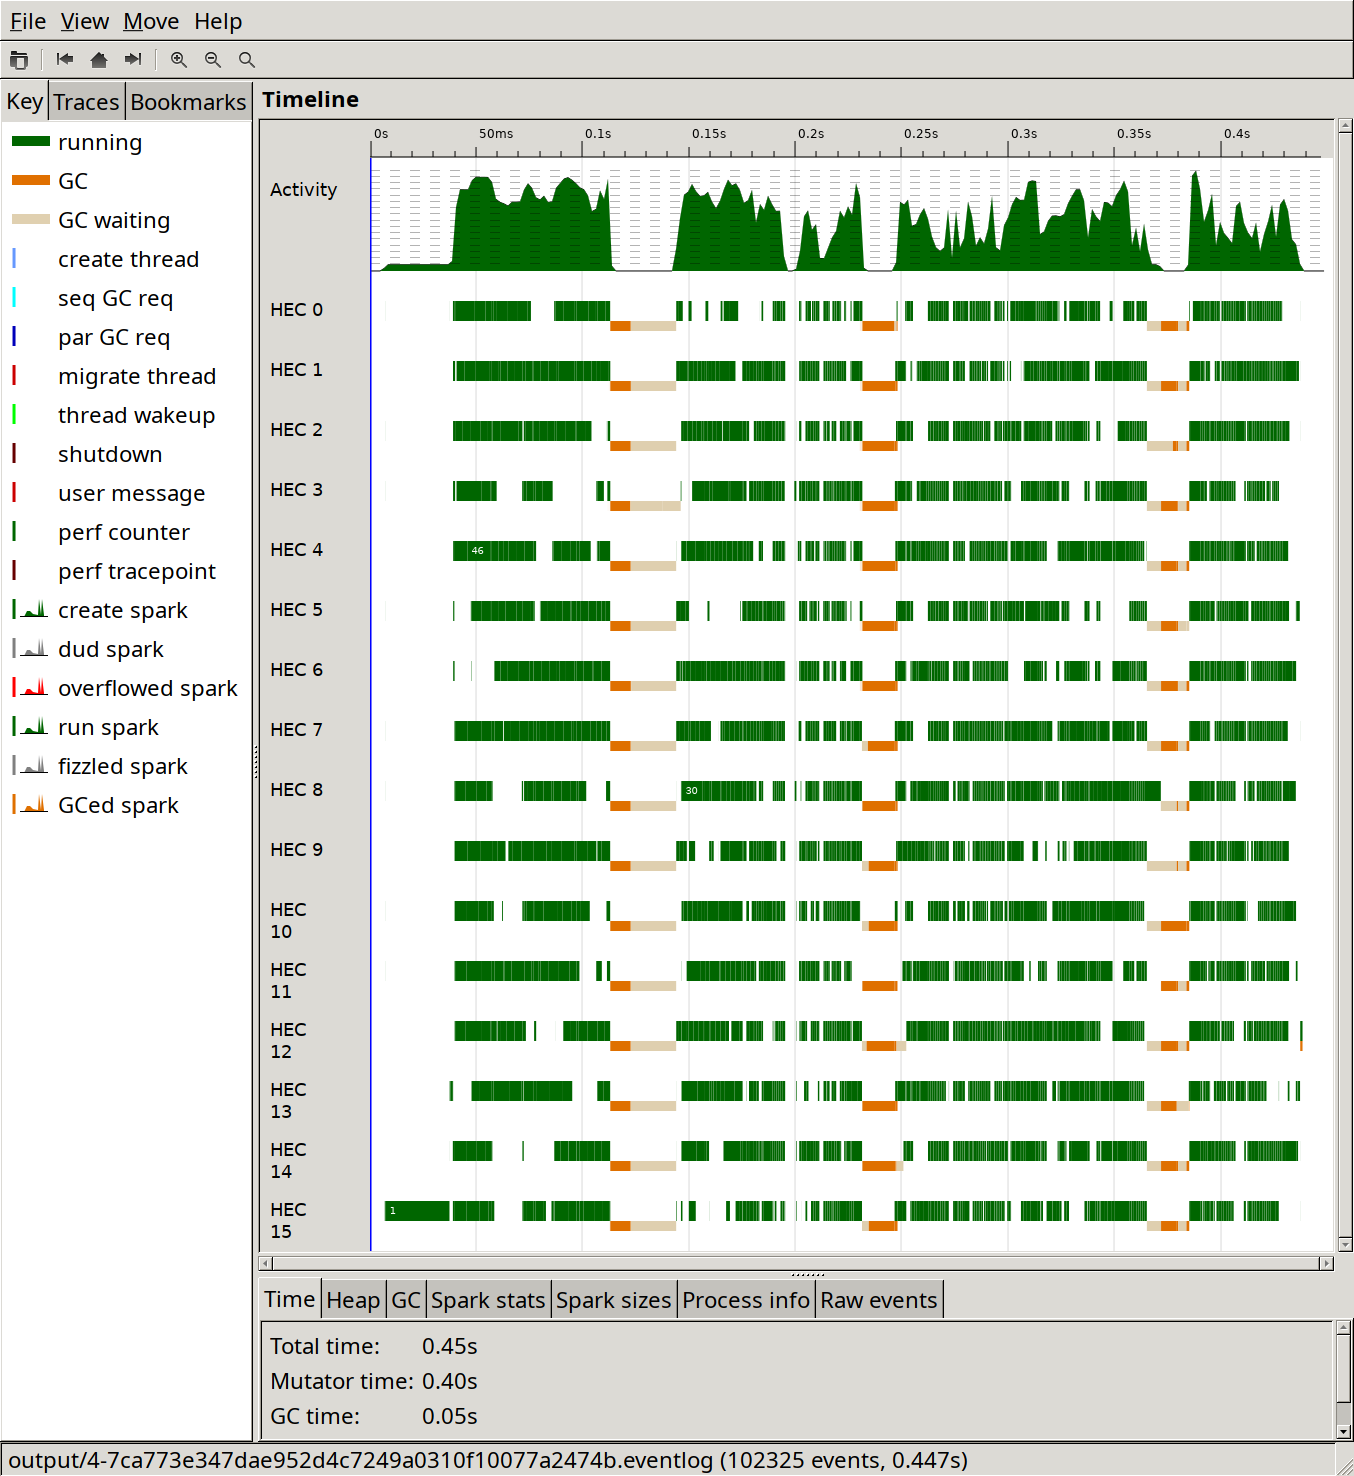 File View Move Help
Key Traces Bookmarks
running
GC
GC waiting
create thread
seq GC req
par GC req
migrate thread
thread wakeup
shutdown
user message
perf counter
perf tracepoint
create spark
dud spark
overflowed spark
run spark
fizzled spark
GCed spark
Timeline
0s 50ms 0.1s 0.15s 0.2s 0.25s 0.3s 0.35s 0.4s
Activity
HEC 0
HEC 1
HEC 2
HEC 3
HEC 4
46
HEC 5
HEC 6
HEC 7
HEC 8
30
HEC 9
HEC
10
HEC
11
HEC
12
HEC
13
HEC
14
HEC
15
1
Time Heap GC Spark stats Spark sizes Process info Raw events
Total time: 0.45s
Mutator time: 0.40s
GC time: 0.05s
output/4-7ca773e347dae952d4c7249a0310f10077a2474b.eventlog (102325 events, 0.447s)